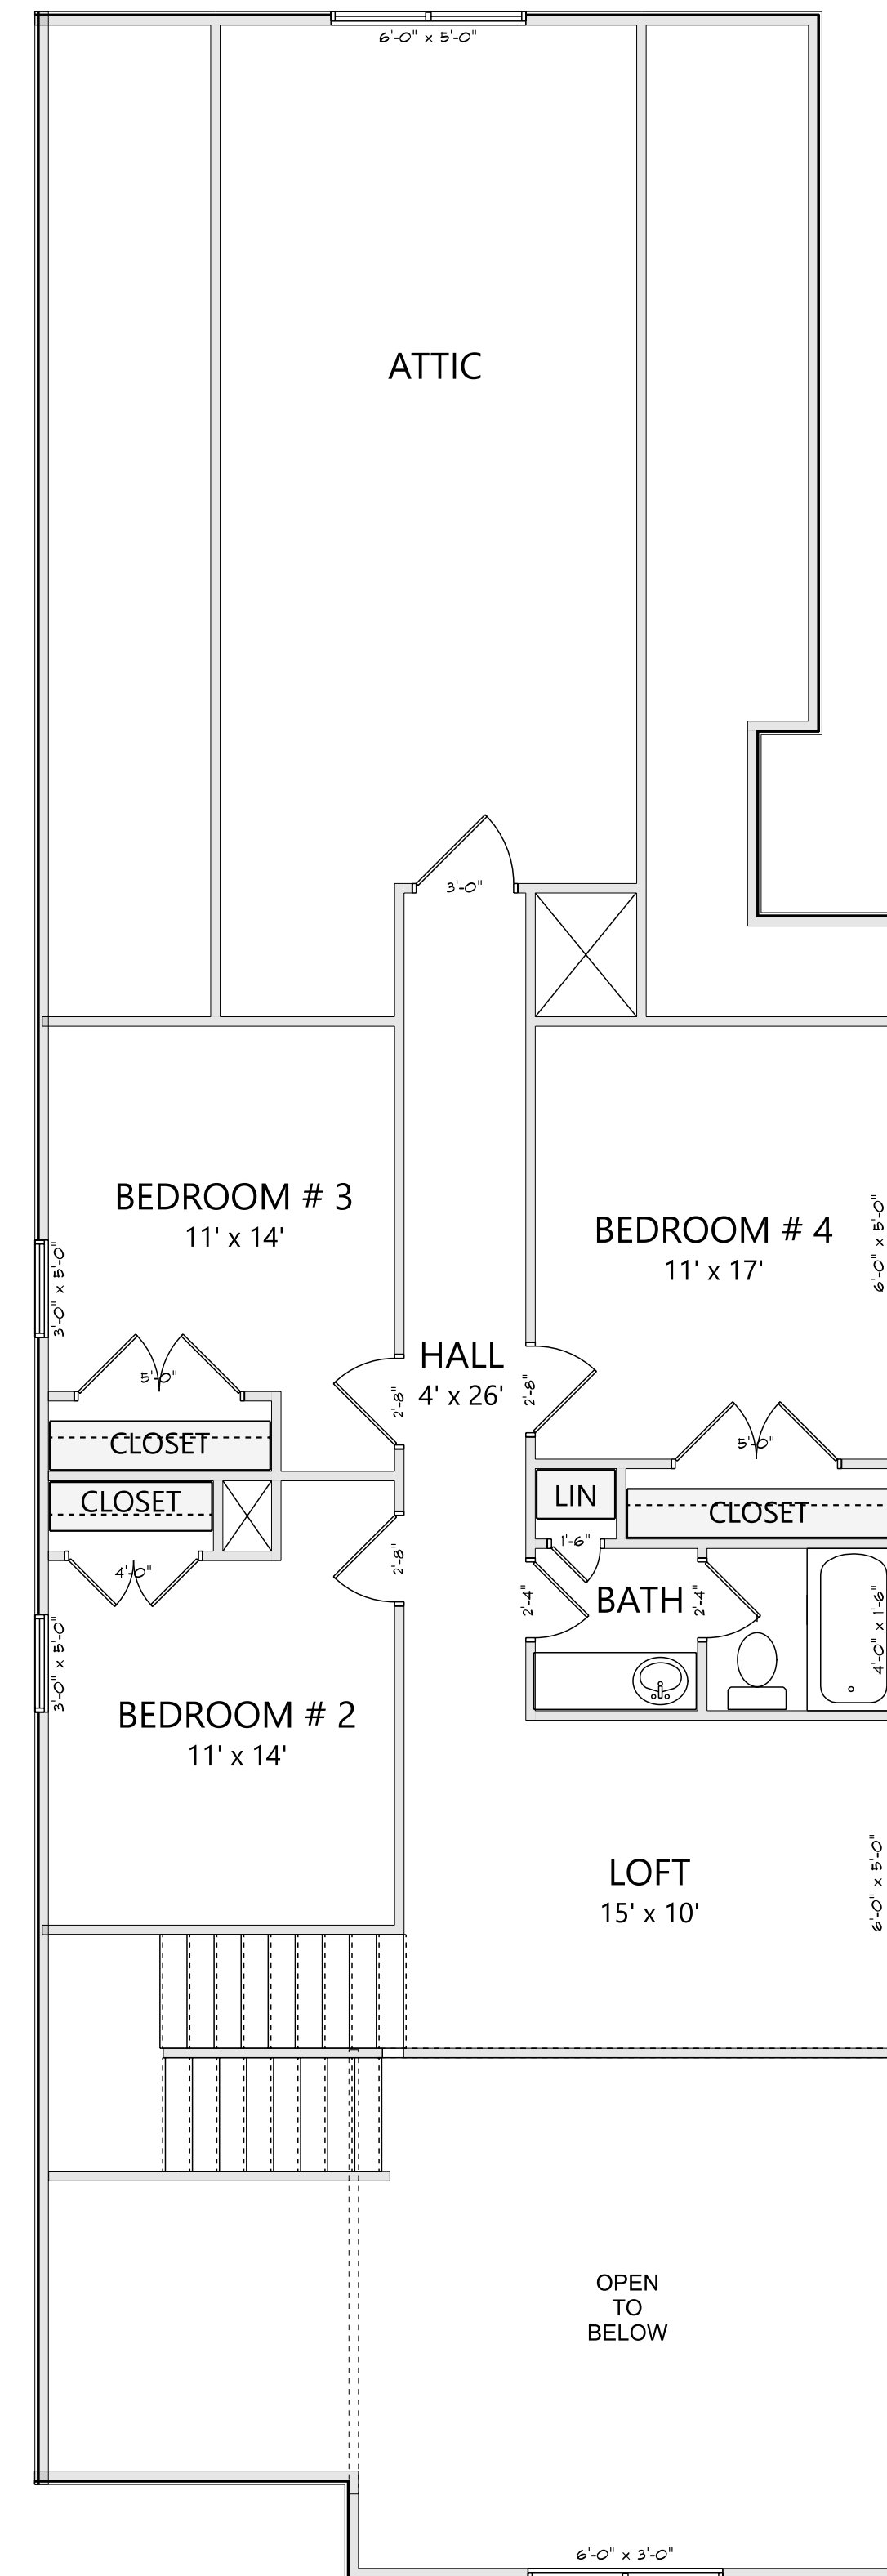 6'-0" x 5'-0"
ATTIC
3'-0"
BEDROOM # 3
11' x 14'
BEDROOM # 4
11' x 17'
6'-0" x 5'-0"
3'-0" x 5'-0"
HALL
4' x 26'
5'-0"
2'-8"
2'-8"
CLOSET
5'-0"
CLOSET
LIN
CLOSET
1'-6"
4'-0"
2'-8"
2'-4"
BATH
2'-4"
4'-0" x 1'-6"
3'-0" x 5'-0"
BEDROOM # 2
11' x 14'
LOFT
15' x 10'
6'-0" x 5'-0"
OPEN
TO
BELOW
6'-0" x 3'-0"